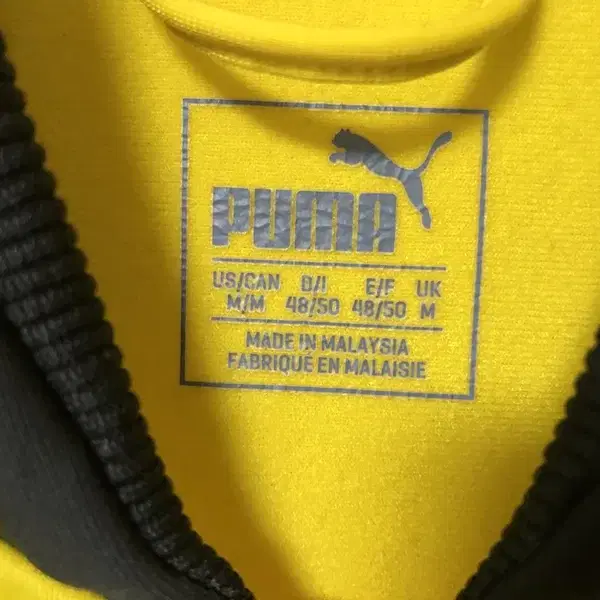 PUMA
US/CAN D/I E/F UK
M/M 48/50 48/50 M
MADE IN MALAYSIA
FABRIQUÉ EN MALAISIE